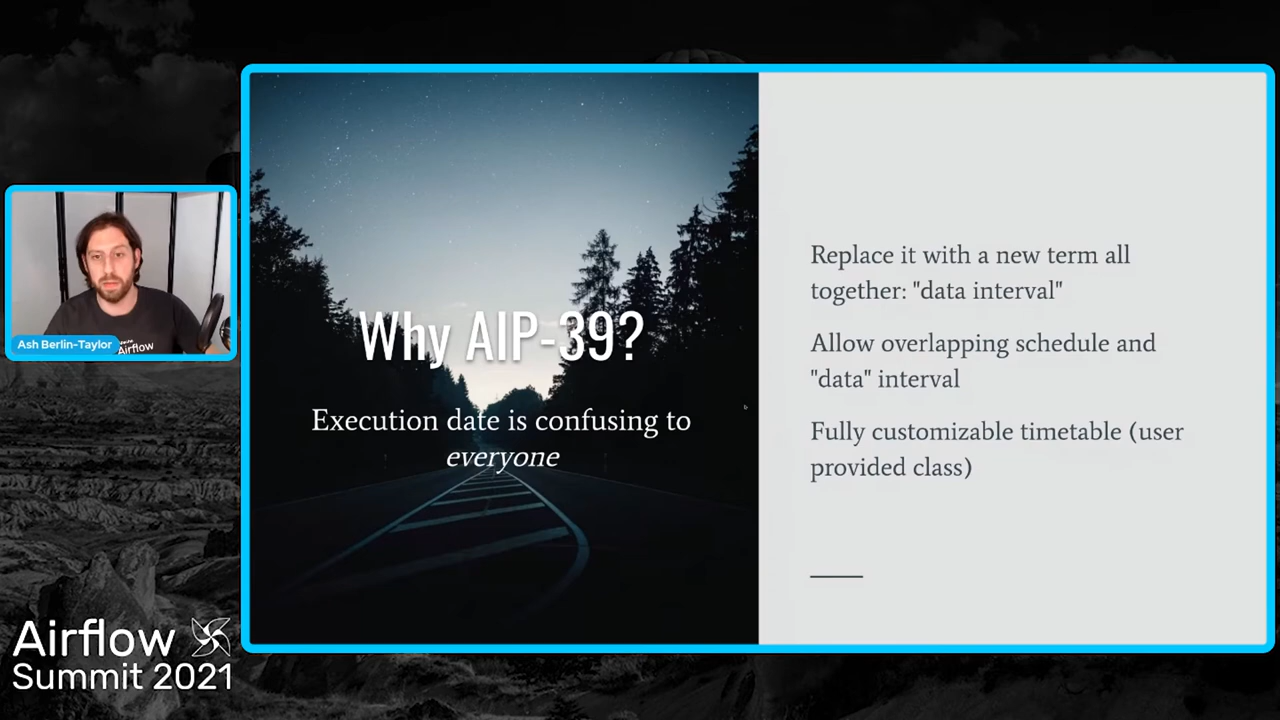 Why AIP-39?
Execution date is confusing to
everyone
Replace it with a new term all
together: "data interval"
Allow overlapping schedule and
"data" interval
Fully customizable timetable (user
provided class)
Ash Berlin-Taylor
Airflow
Airflow
Summit 2021